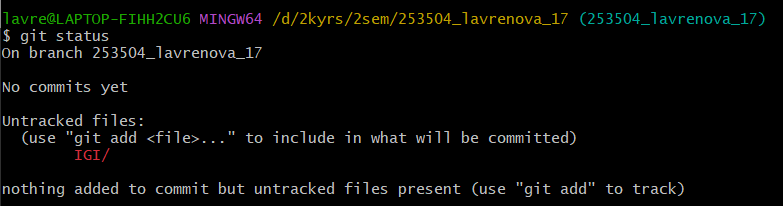 lavre@LAPTOP-FIHH2CU6 MINGW64 /d/2kyrs/2sem/253504_lavrenova_17 (253504_lavrenova_17)
$ git status
On branch 253504_lavrenova_17

No commits yet

Untracked files:
  (use "git add <file>..." to include in what will be committed)
        IGI/

nothing added to commit but untracked files present (use "git add" to track)